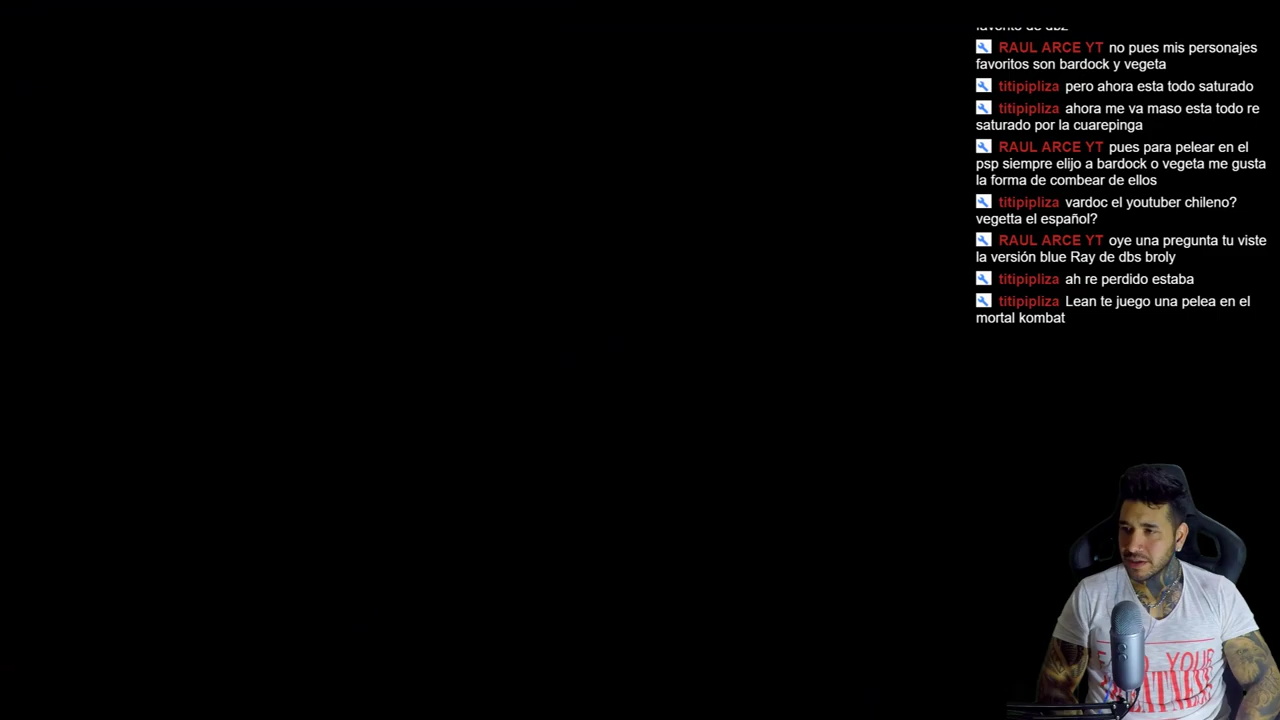 favorito de dbz
RAUL ARCE YT no pues mis personajes
favoritos son bardock y vegeta
titipipliza pero ahora esta todo saturado
titipipliza ahora me va maso esta todo re
saturado por la cuarepinga
RAUL ARCE YT pues para pelear en el
psp siempre elijo a bardock o vegeta me gusta
la forma de combear de ellos
titipipliza vardoc el youtuber chileno?
vegetta el español?
RAUL ARCE YT oye una pregunta tu viste
la versión blue Ray de dbs broly
titipipliza ah re perdido estaba
titipipliza Lean te juego una pelea en el
mortal kombat
YOUR